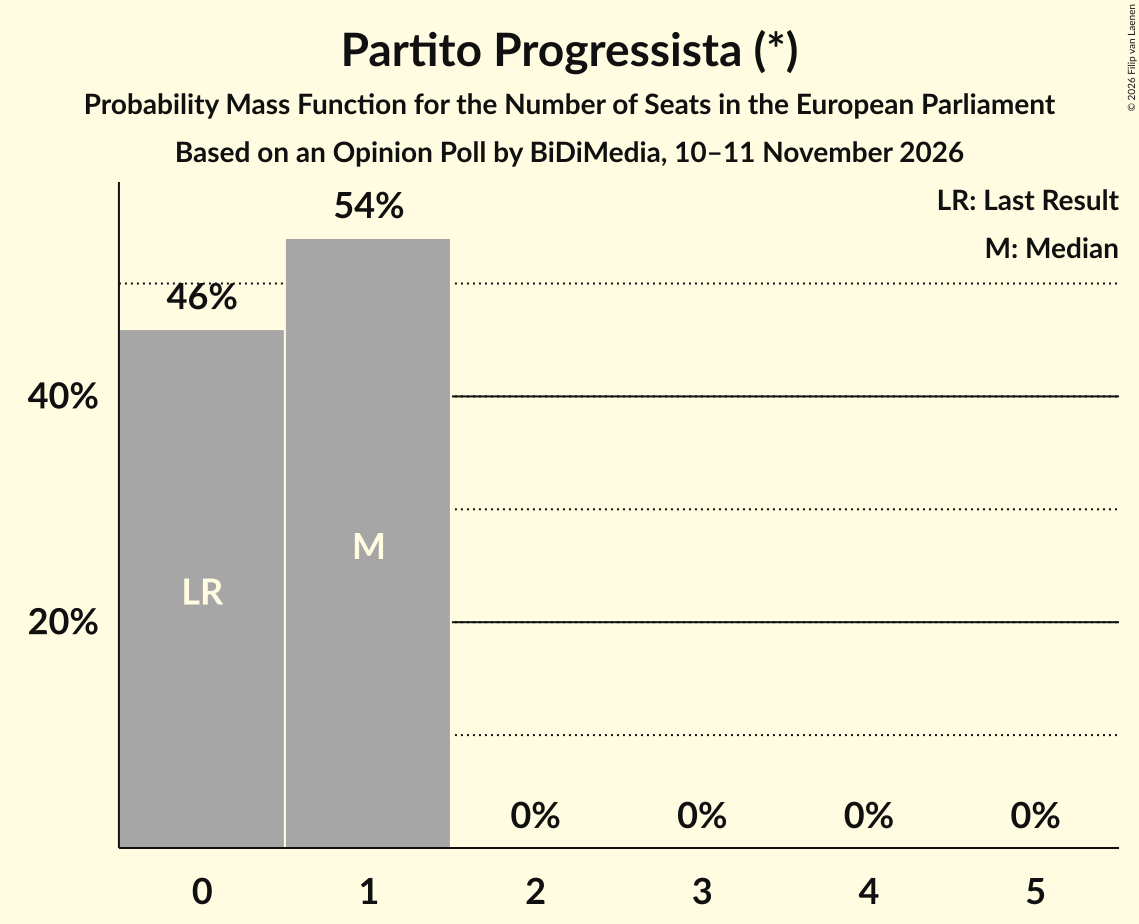 Partito Progressista (*)
Probability Mass Function for the Number of Seats in the European Parliament
Based on an Opinion Poll by BiDiMedia, 10–11 November 2026
© 2026 Filip van Laenen
LR: Last Result
M: Median
54%
46%
40%
20%
LR
M
0%
0%
0%
0%
0
1
2
3
4
5